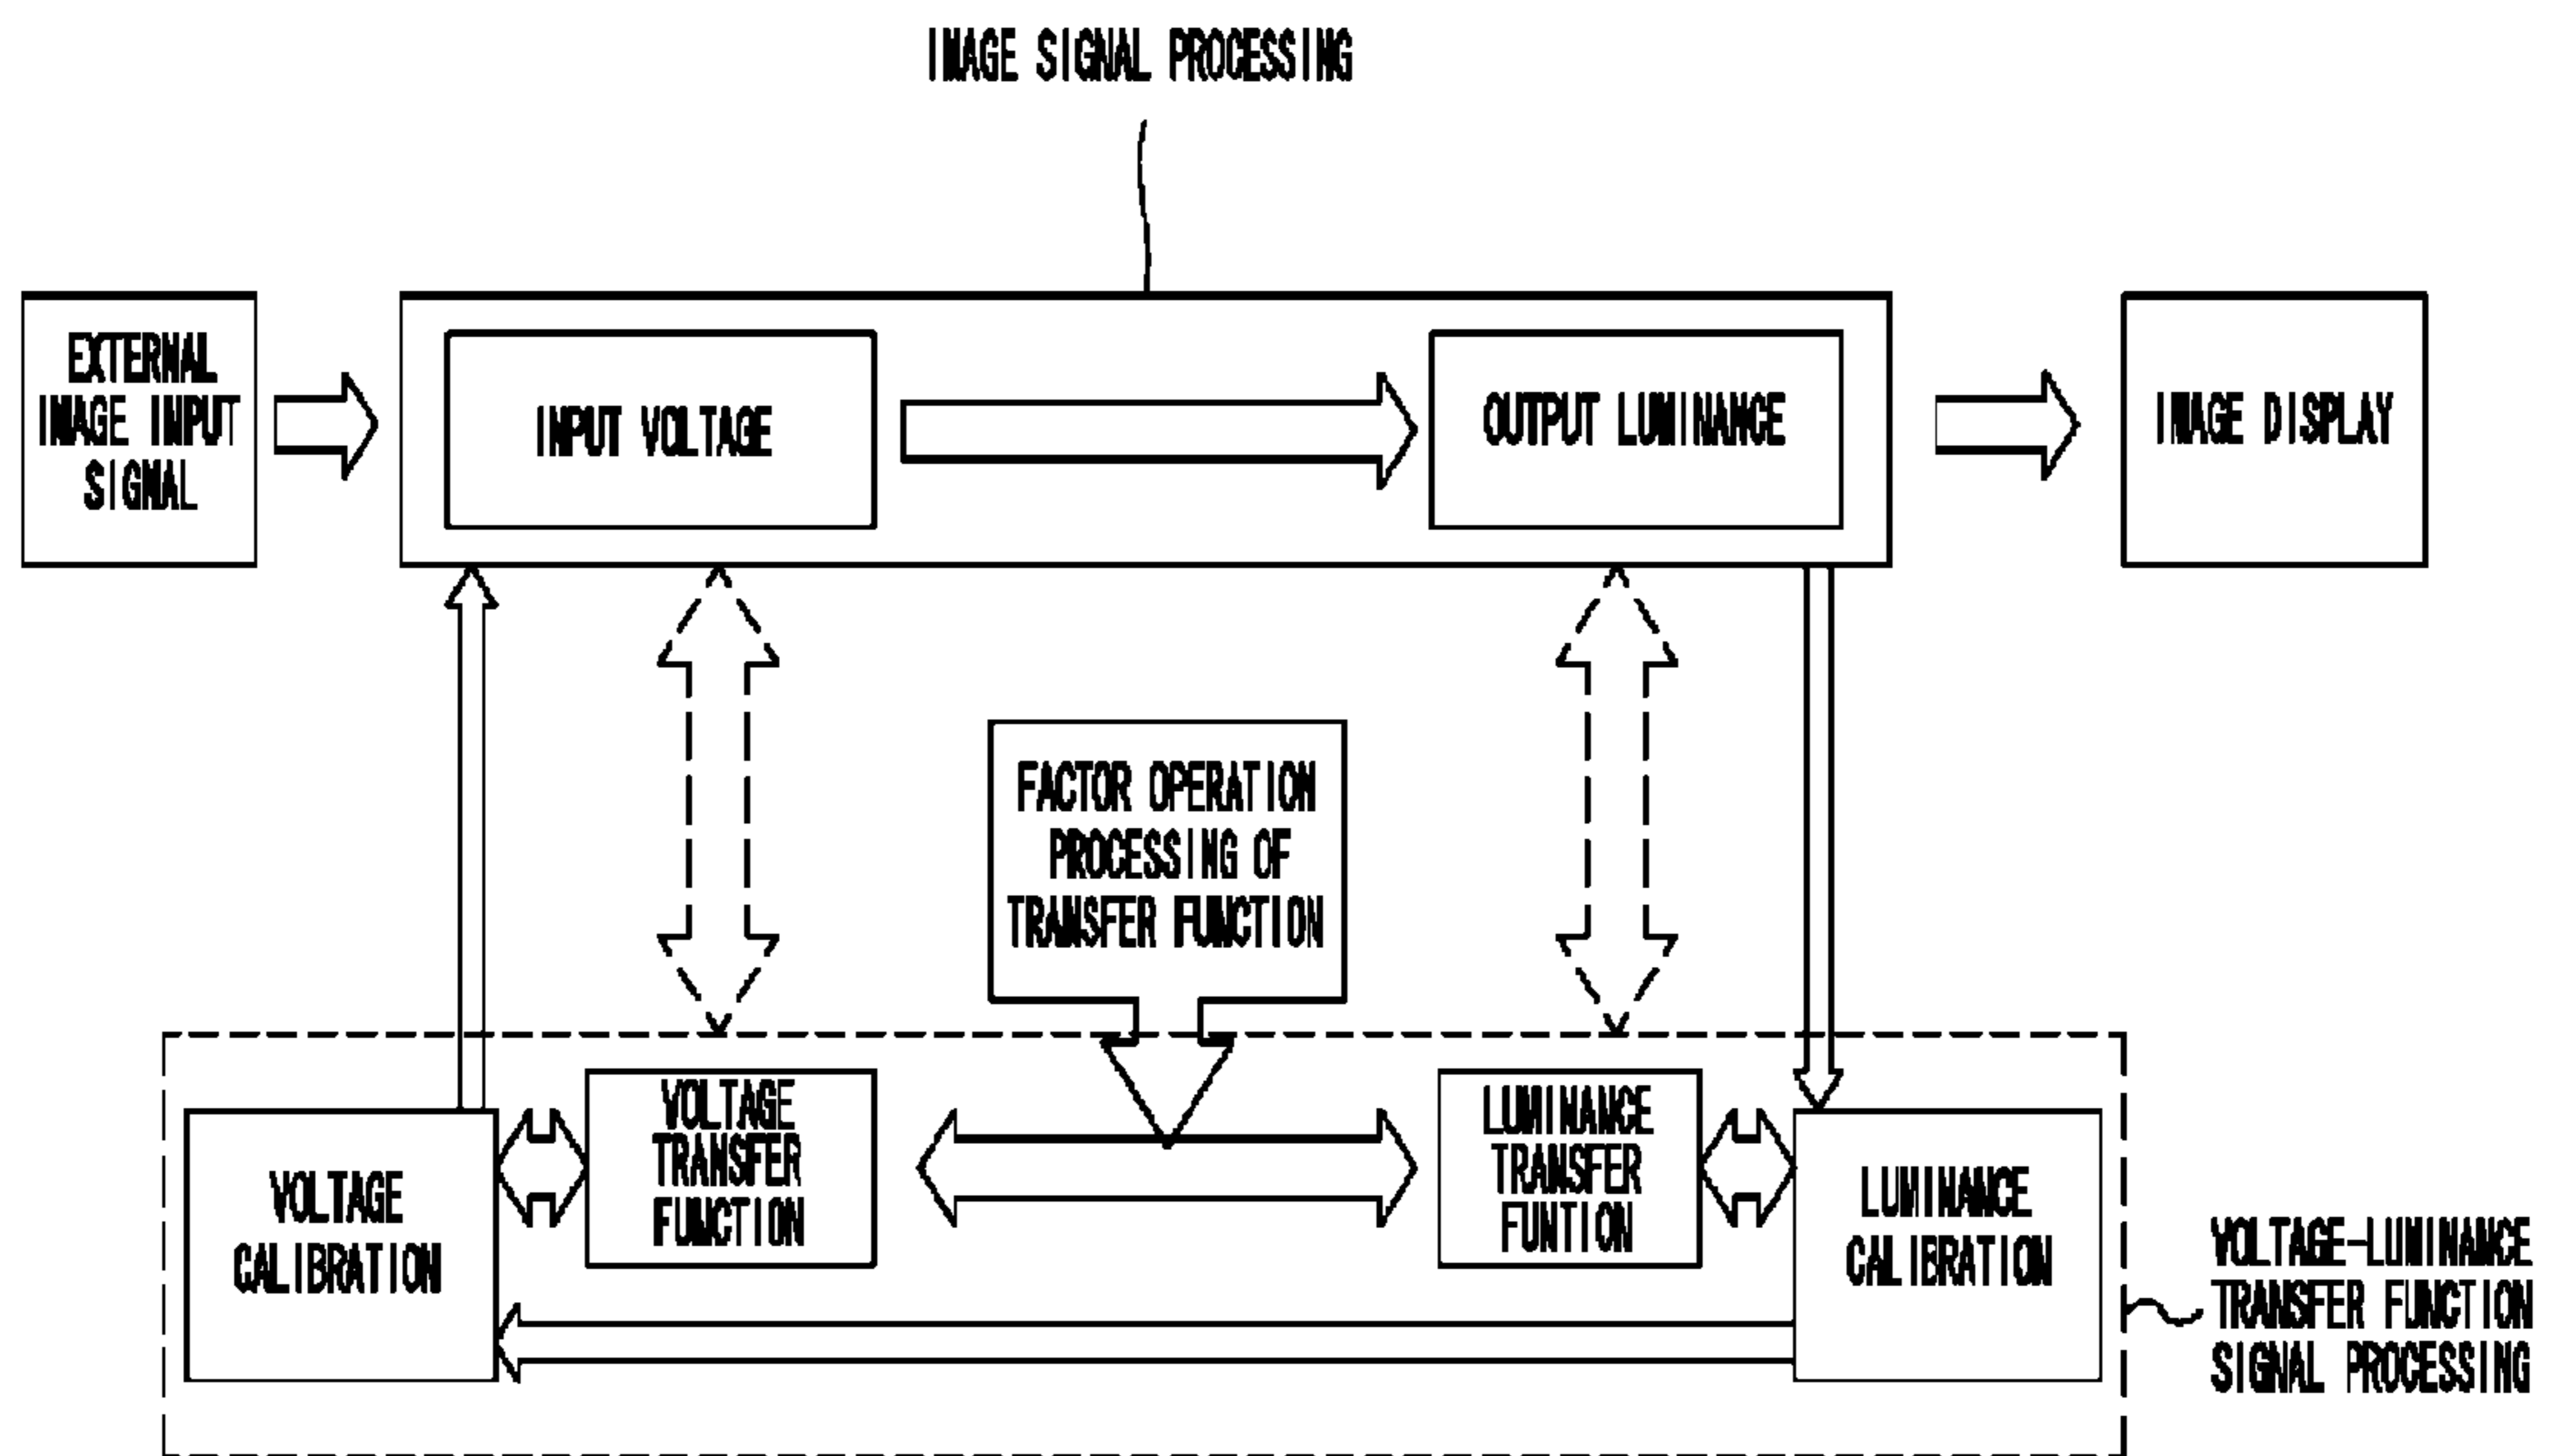 IMAGE SIGNAL PROCESSING
EXTERNAL
IMAGE INPUT
SIGNAL
INPUT VOLTAGE
OUTPUT LUMINANCE
IMAGE DISPLAY
FACTOR OPERATION
PROCESSING OF
TRANSFER FUNCTION
VOLTAGE
CALIBRATION
VOLTAGE
TRANSFER
FUNCTION
LUMINANCE
TRANSFER
FUNTION
LUMINANCE
CALIBRATION
VOLTAGE-LUMINANCE
TRANSFER FUNCTION
SIGNAL PROCESSING